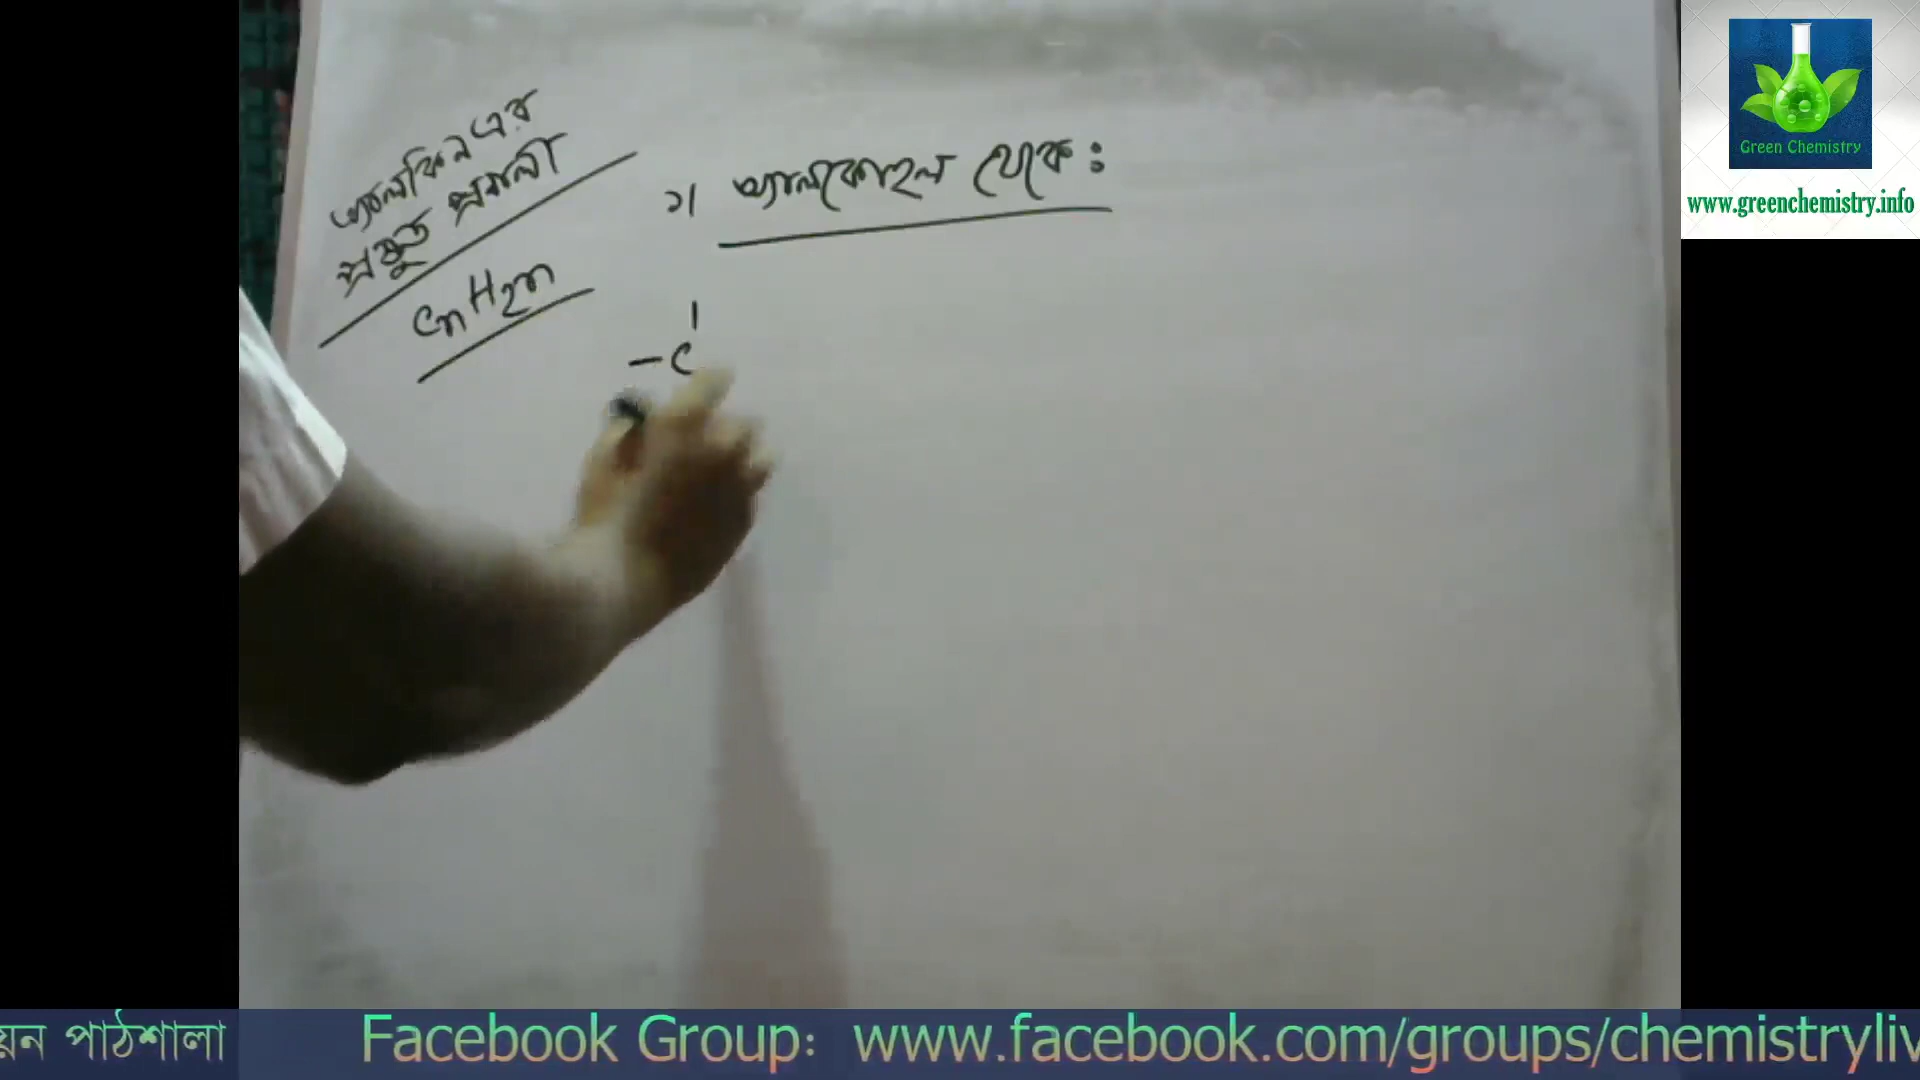 অ্যালকিন এর
প্রস্তুত প্রনালী
CnH2n
১। অ্যালকোহল থেকে :
-C
Green Chemistry
www.greenchemistry.info
য়ন পাঠশালা Facebook Group: www.facebook.com/groups/chemistryliv